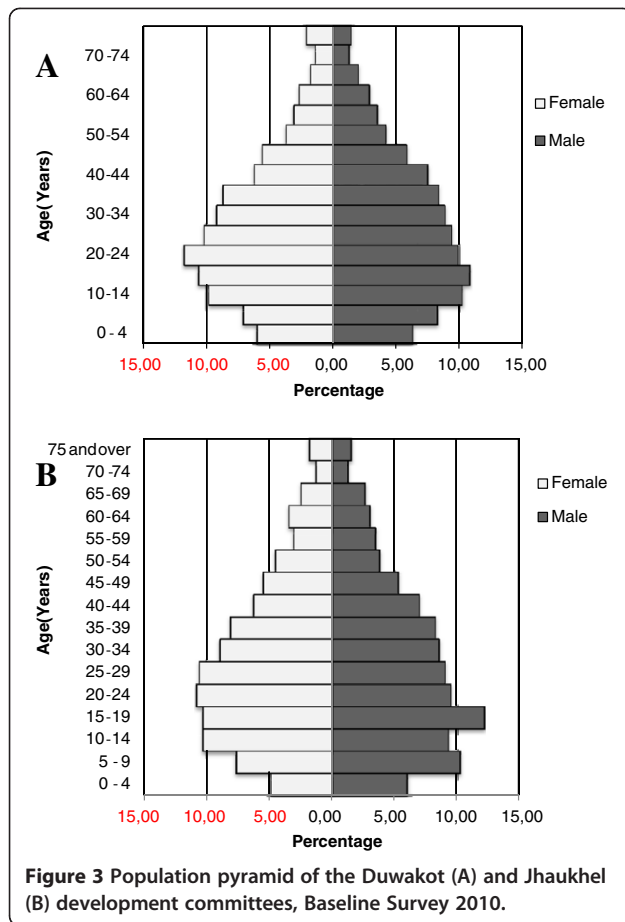 A
70-74
60-64
50-54
40-44
30-34
20-24
10-14
0-4
Age(Years)
Female
Male
15,00 10,00 5,00 0,00 5,00 10,00 15,00
Percentage
B
75 and over
70-74
65-69
60-64
55-59
50-54
45-49
40-44
35-39
30-34
25-29
20-24
15-19
10-14
5-9
0-4
Age(Years)
Female
Male
15,00 10,00 5,00 0,00 5,00 10,00 15,00
Percentage
Figure 3 Population pyramid of the Duwakot (A) and Jhaukhel
(B) development committees, Baseline Survey 2010.